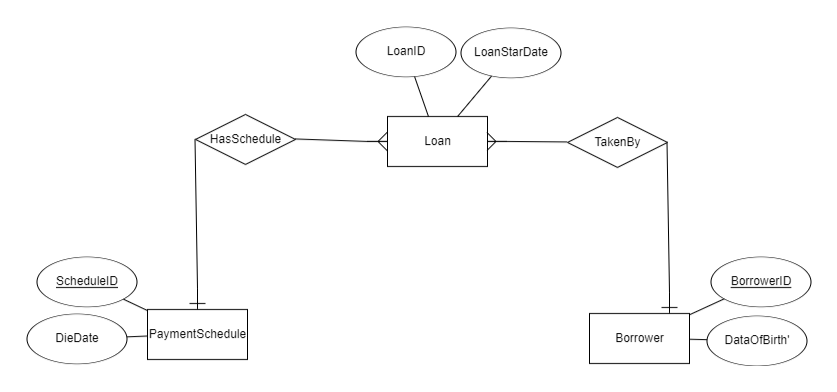 LoanID
LoanStarDate
HasSchedule
Loan
TakenBy
ScheduleID
BorrowerID
DieDate
PaymentSchedule
Borrower
DataOfBirth'